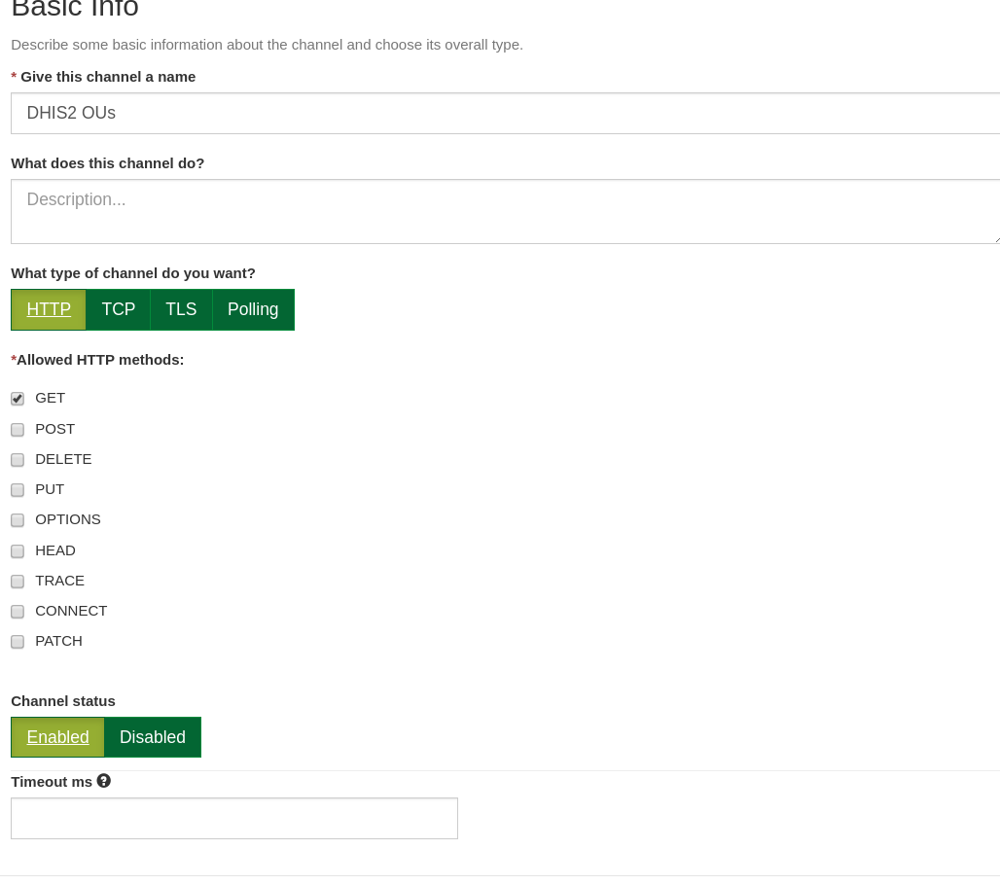 Basic Info
Describe some basic information about the channel and choose its overall type.
* Give this channel a name
DHIS2 OUs
What does this channel do?
Description...
What type of channel do you want?
HTTP TCP TLS Polling
*Allowed HTTP methods:
GET
POST
DELETE
PUT
OPTIONS
HEAD
TRACE
CONNECT
PATCH
Channel status
Enabled Disabled
Timeout ms ?